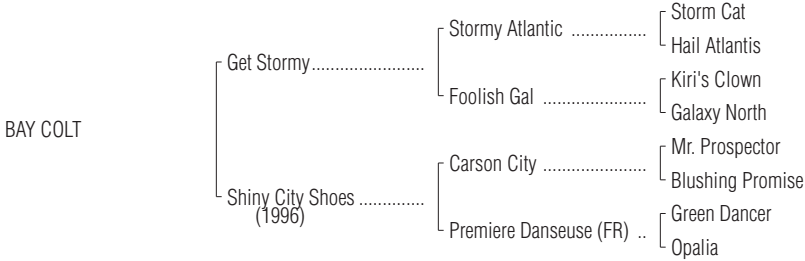 Storm Cat
Stormy Atlantic ................
Hail Atlantis
Get Stormy........................
Kiri's Clown
Foolish Gal ......................
Galaxy North
BAY COLT
Mr. Prospector
Carson City ......................
Blushing Promise
Shiny City Shoes ..............
(1996)
Green Dancer
Premiere Danseuse (FR) ..
Opalia